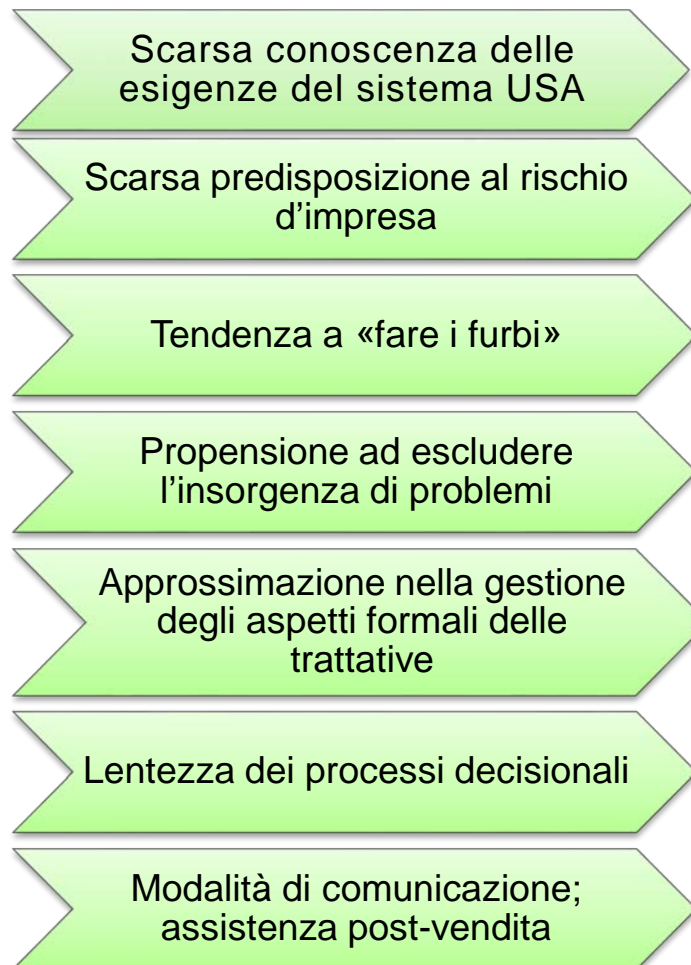 Scarsa conoscenza delle
esigenze del sistema USA
Scarsa predisposizione al rischio
d’impresa
Tendenza a «fare i furbi»
Propensione ad escludere
l’insorgenza di problemi
Approssimazione nella gestione
degli aspetti formali delle
trattative
Lentezza dei processi decisionali
Modalità di comunicazione;
assistenza post-vendita